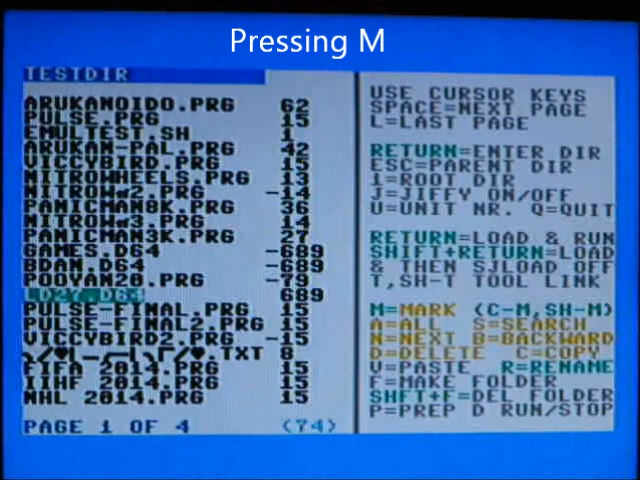 Pressing M
TESTDIR
ARUKANOIDO.PRG 62
PULSE.PRG 15
EMULTEST.SH 1
ARUKAN-PAL.PRG 42
VICCYBIRD.PRG 15
NITROWHEELS.PRG 13
2.PRG -14
PANICMAN8K.PRG 36
3.PRG 14
PANICMAN3K.PRG 27
GAMES.D64 -689
BDAN.D64 -689
POOYAN20.PRG -79
LD27.D64 689
PULSE-FINAL.PRG 15
PULSE-FINAL2.PRG 15
VICCYBIRD2.PRG -15
.TXT 8
FIFA 2014.PRG 15
IIHF 2014.PRG 15
NHL 2014.PRG 15
PAGE 1 OF 4 (74)
USE CURSOR KEYS
SPACE=NEXT PAGE
L=LAST PAGE
RETURN=ENTER DIR
ESC=PARENT DIR
1=ROOT DIR
J=JIFFY ON/OFF
U=UNIT NR. Q=QUIT
RETURN=LOAD & RUN
SHIFT+RETURN=LOAD
& THEN SJLOAD OFF
T,SH-T TOOL LINK
M=MARK (C-M,SH-M)
A=ALL S=SEARCH
N=NEXT B=BACKWARD
D=DELETE C=COPY
V=PASTE R=RENAME
F=MAKE FOLDER
SHFT+F=DEL FOLDER
P=PREP D RUN/STOP